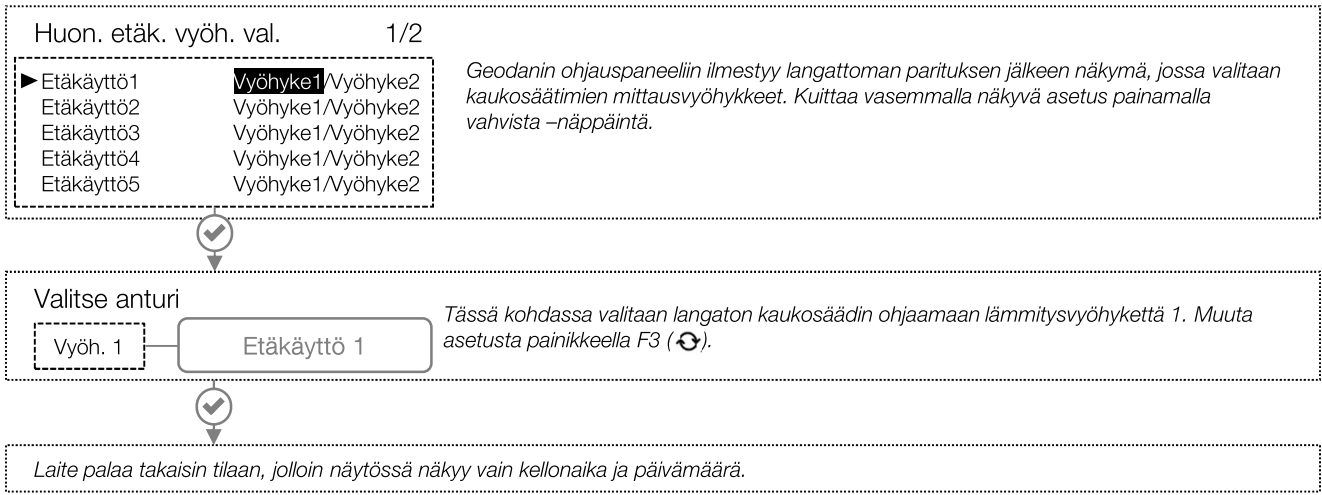 Huon. etäk. vyöh. val. 1/2
►Etäkäyttö1 Vyöhyke1/Vyöhyke2
Etäkäyttö2 Vyöhyke1/Vyöhyke2
Etäkäyttö3 Vyöhyke1/Vyöhyke2
Etäkäyttö4 Vyöhyke1/Vyöhyke2
Etäkäyttö5 Vyöhyke1/Vyöhyke2
Geodanin ohjauspaneeliin ilmestyy langattoman parituksen jälkeen näkymä, jossa valitaan
kaukosäätimien mittausvyöhykkeet. Kuittaa vasemmalla näkyvä asetus painamalla
vahvista –näppäintä.
Valitse anturi
Vyöh. 1
Etäkäyttö 1
Tässä kohdassa valitaan langaton kaukosäädin ohjaamaan lämmitysvyöhykettä 1. Muuta
asetusta painikkeella F3 ( ).
Laite palaa takaisin tilaan, jolloin näytössä näkyy vain kellonaika ja päivämäärä.